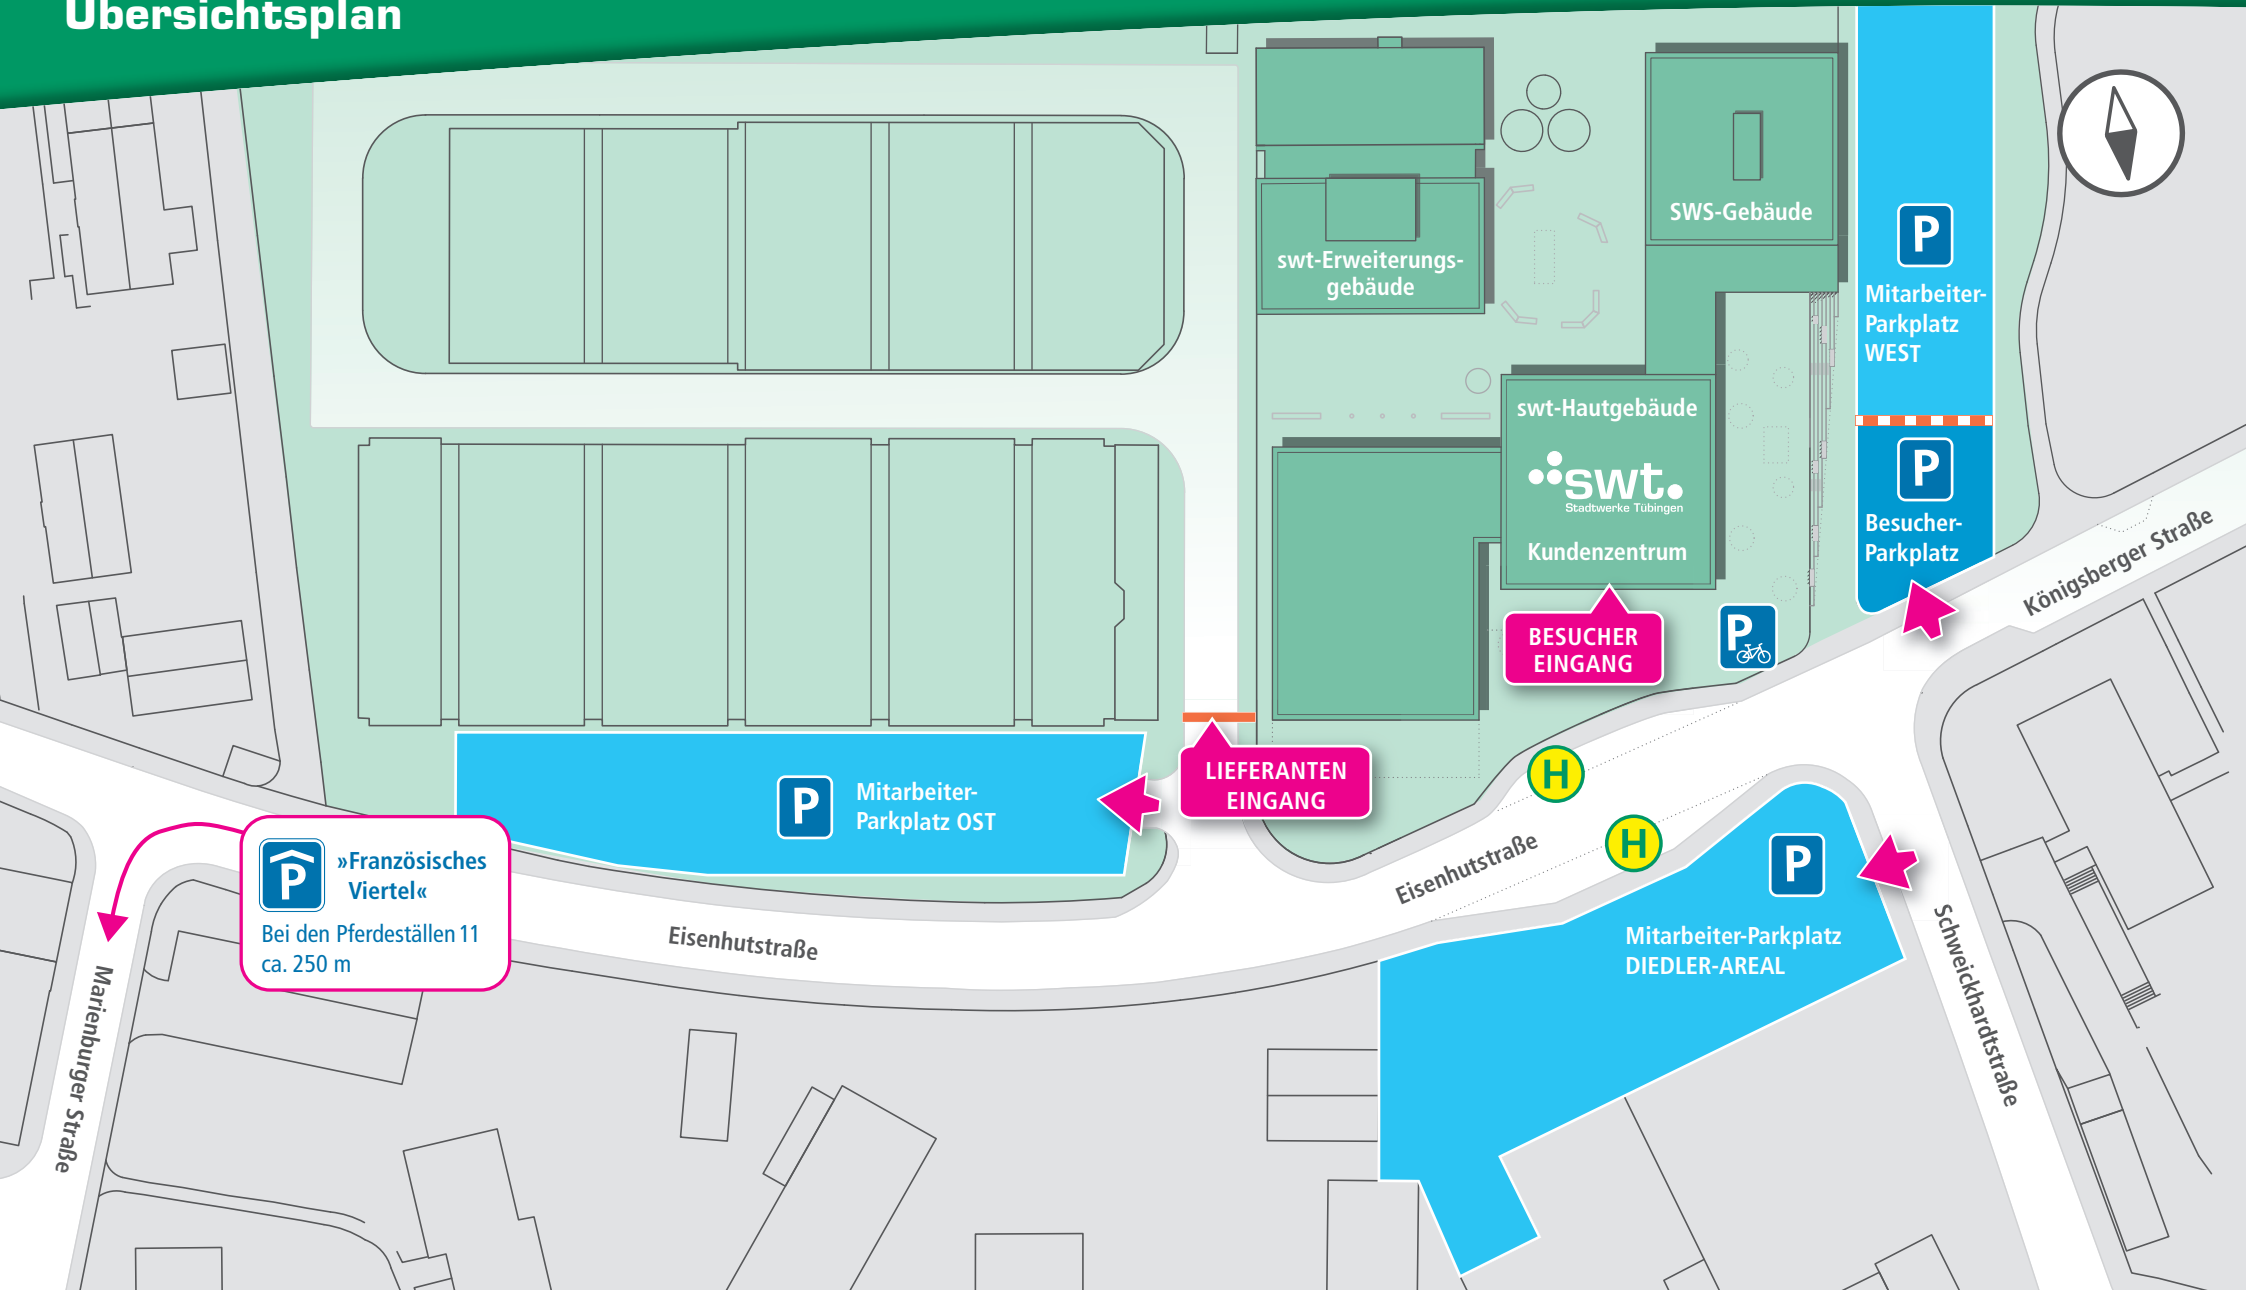 Übersichtsplan
swt-Erweiterungs-
gebäude
SWS-Gebäude
P
Mitarbeiter-
Parkplatz
WEST
swt-Hautgebäude
swt.
Stadtwerke Tübingen
Kundenzentrum
P
Besucher-
Parkplatz
Königsberger Straße
BESUCHER
EINGANG
P
LIEFERANTEN
EINGANG
P
Mitarbeiter-
Parkplatz OST
H
H
Eisenhutstraße
P
Mitarbeiter-Parkplatz
DIEDLER-AREAL
Schweickhardtstraße
P
»Französisches
Viertel«
Bei den Pferdeställen 11
ca. 250 m
Eisenhutstraße
Marienburger Straße